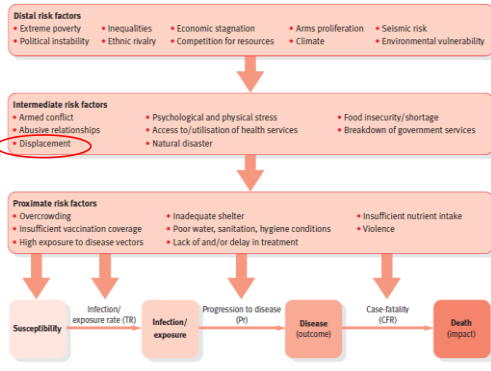 Distal risk factors
• Extreme poverty • Inequalities • Economic stagnation • Arms proliferation • Seismic risk
• Political instability • Ethnic rivalry • Competition for resources • Climate • Environmental vulnerability
Intermediate risk factors
• Armed conflict • Psychological and physical stress • Food insecurity/shortage
• Abusive relationships • Access to/utilisation of health services • Breakdown of government services
• Displacement • Natural disaster
Proximate risk factors
• Overcrowding • Inadequate shelter • Insufficient nutrient intake
• Insufficient vaccination coverage • Poor water, sanitation, hygiene conditions • Violence
• High exposure to disease vectors • Lack of and/or delay in treatment
Susceptibility
Infection/
exposure rate (TR)
Infection/
exposure
Progression to disease
(Pr)
Disease
(outcome)
Case-fatality
(CFR)
Death
(impact)